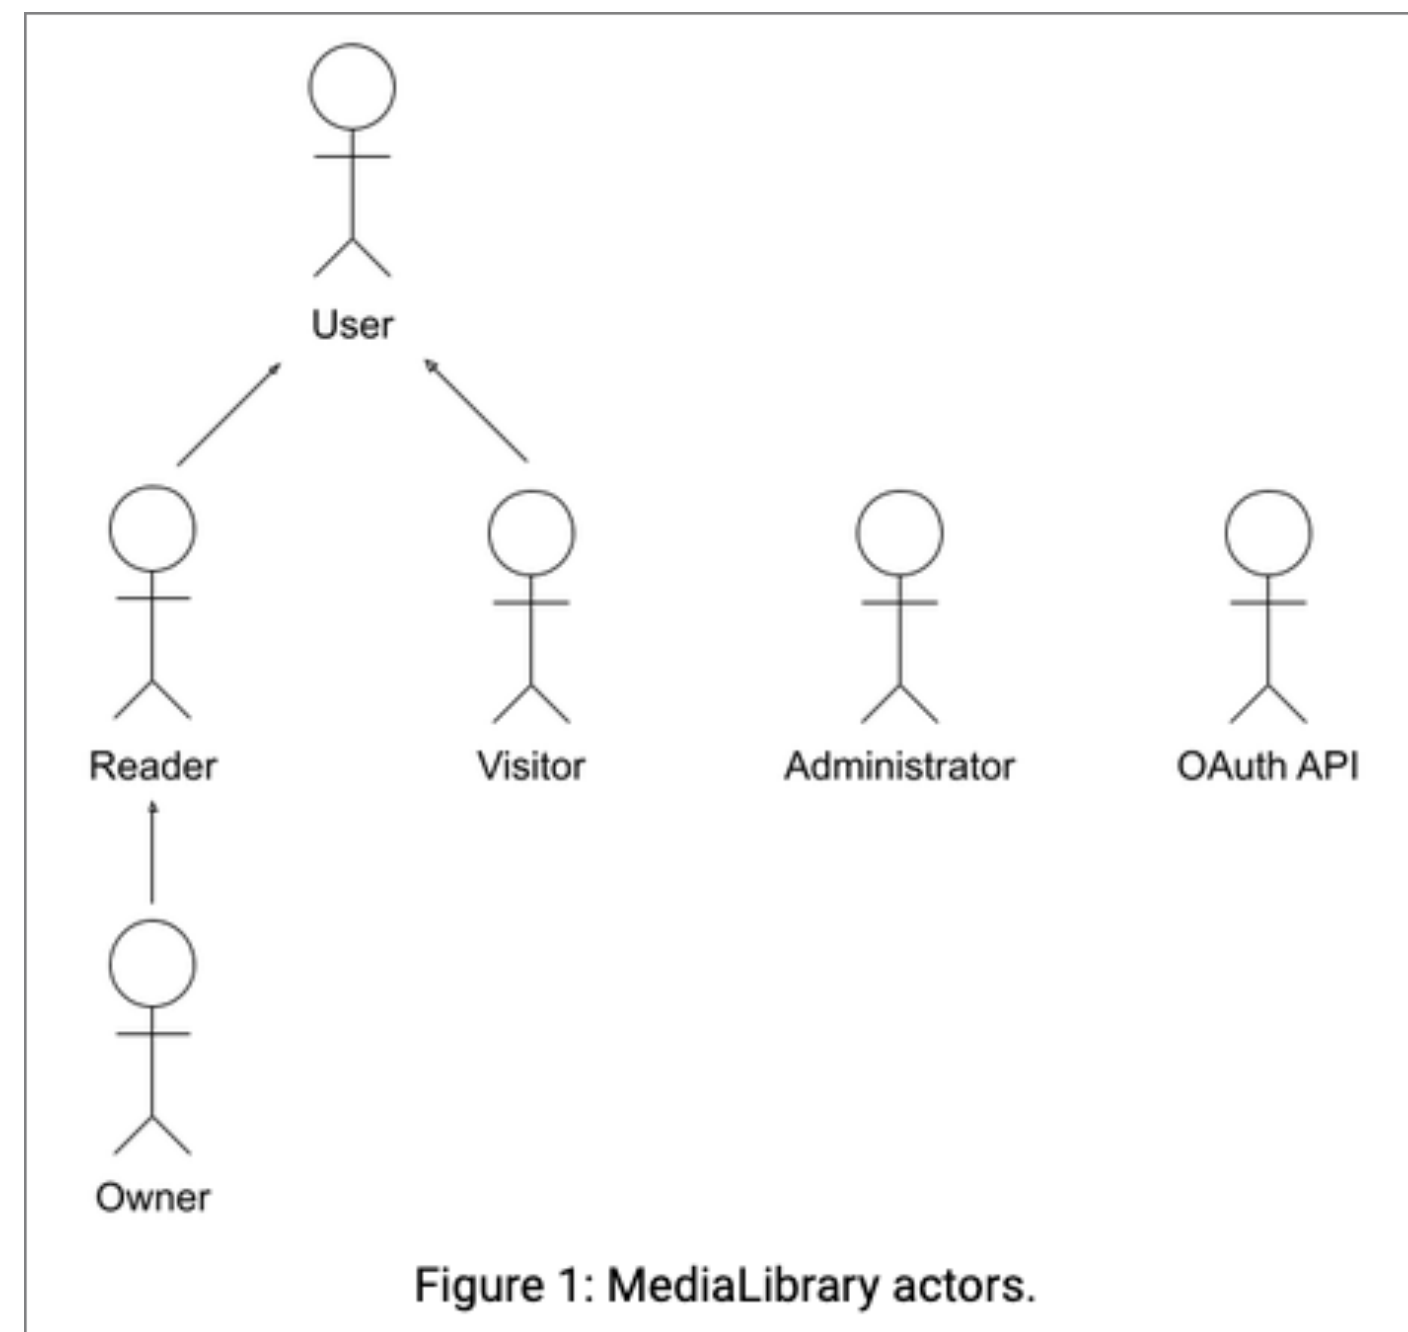 User
Reader
Visitor
Administrator
OAuth API
Owner
Figure 1: MediaLibrary actors.